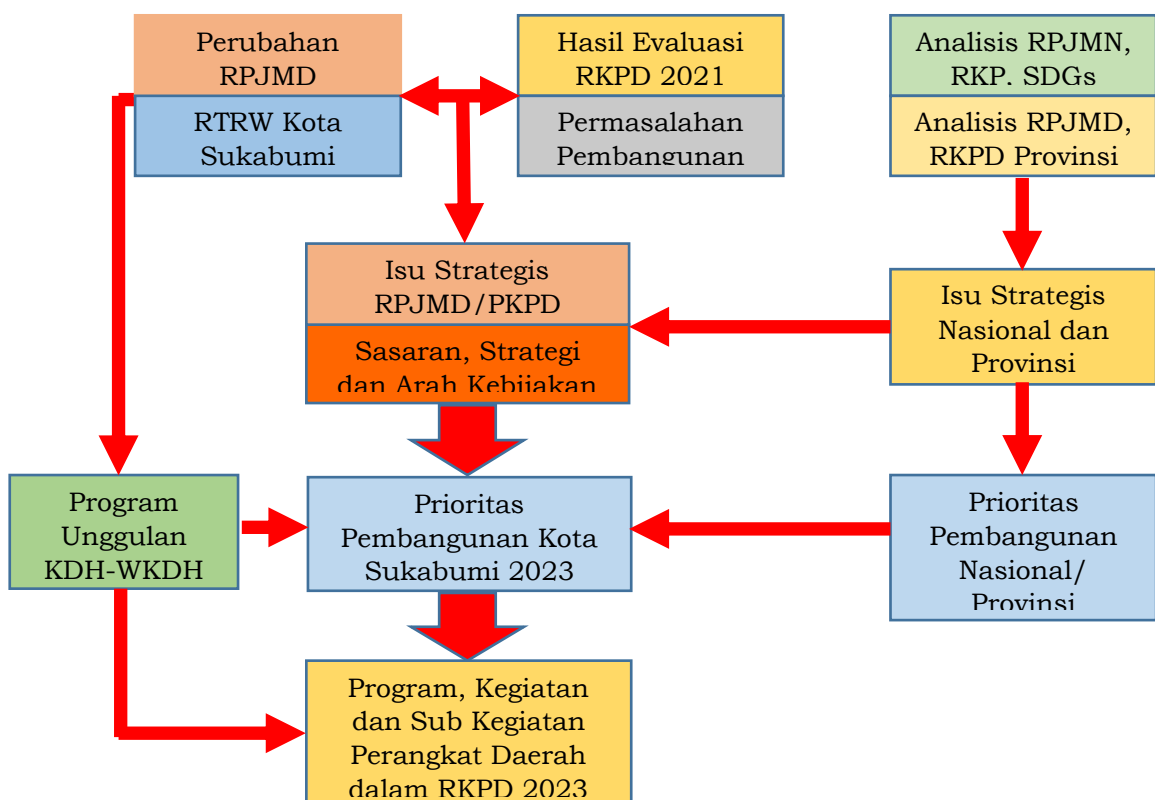 Perubahan
RPJMD
RTRW Kota
Sukabumi
Hasil Evaluasi
RKPD 2021
Permasalahan
Pembangunan
Analisis RPJMN,
RKP. SDGs
Analisis RPJMD,
RKPD Provinsi
Isu Strategis
RPJMD/PKPD
Sasaran, Strategi
dan Arah Kebijakan
Isu Strategis
Nasional dan
Provinsi
Program
Unggulan
KDH-WKDH
Prioritas
Pembangunan Kota
Sukabumi 2023
Prioritas
Pembangunan
Nasional/
Provinsi
Program, Kegiatan
dan Sub Kegiatan
Perangkat Daerah
dalam RKPD 2023